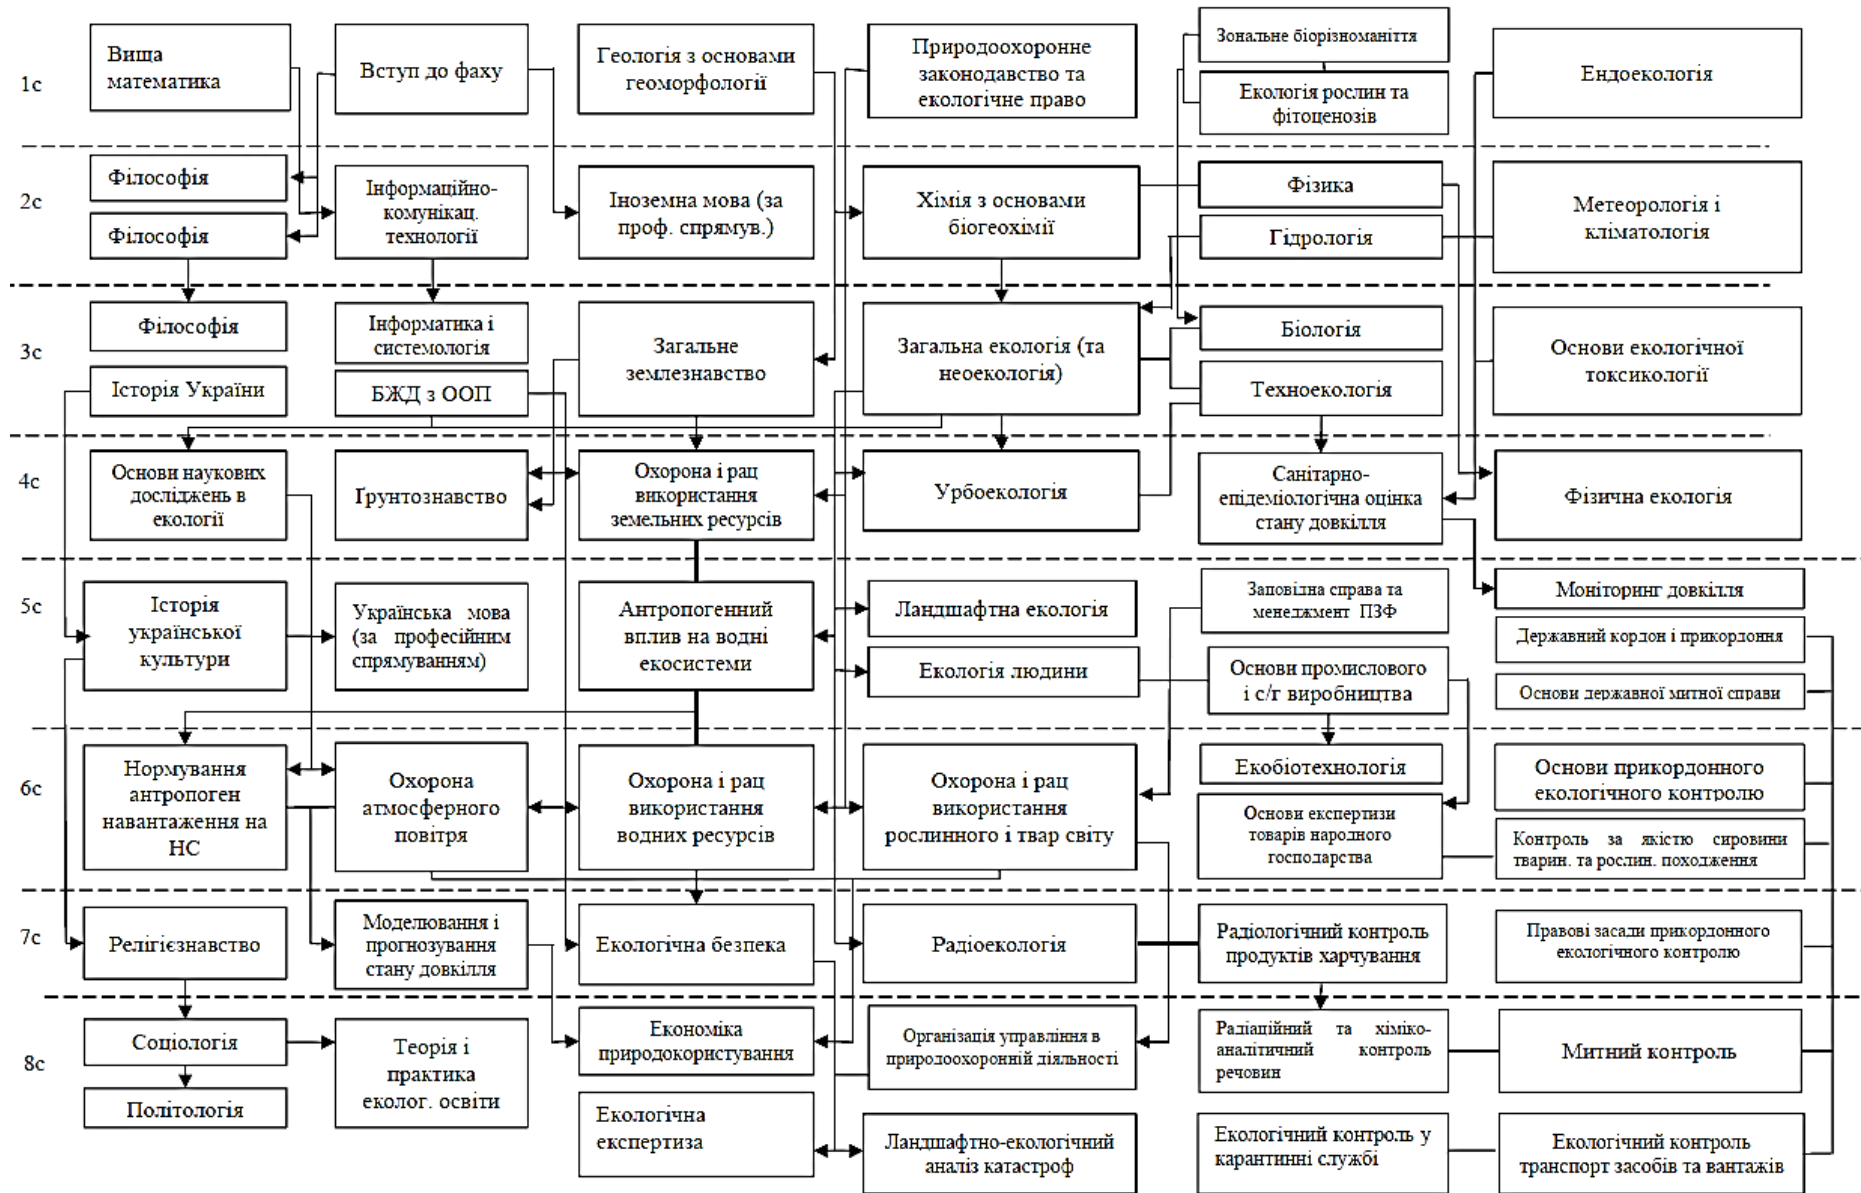 1с
Вища
математика
Вступ до фаху
Геологія з основами
геоморфології
Природоохоронне
законодавство та
екологічне право
Зональне біорізноманіття
Екологія рослин та
фітоценозів
Ендоекологія
2с
Філософія
Філософія
Інформаційно-
комунікац.
технології
Іноземна мова (за
проф. спрямув.)
Хімія з основами
біогеохімії
Фізика
Гідрологія
Метеорологія і
кліматологія
3с
Філософія
Історія України
Інформатика і
системологія
БЖД з ООП
Загальне
землезнавство
Загальна екологія (та
неоекологія)
Біологія
Техноекологія
Основи екологічної
токсикології
4с
Основи наукових
досліджень в
екології
Ґрунтознавство
Охорона і рац
використання
земельних ресурсів
Урбоекологія
Санітарно-
епідеміологічна оцінка
стану довкілля
Фізична екологія
5с
Історія
української
культури
Українська мова
(за професійним
спрямуванням)
Антропогенний
вплив на водні
екосистеми
Ландшафтна екологія
Екологія людини
Заповідна справа та
менеджмент ПЗФ
Основи промислового
і с/г виробництва
Моніторинг довкілля
Державний кордон і прикордоння
Основи державної митної справи
6с
Нормування
антропоген
навантаження на
НС
Охорона
атмосферного
повітря
Охорона і рац
використання
водних ресурсів
Охорона і рац
використання
рослинного і твар світу
Екобіотехнологія
Основи експертизи
товарів народного
господарства
Основи прикордонного
екологічного контролю
Контроль за якістю сировини
тварин. та рослин. походження
7с
Релігієзнавство
Моделювання і
прогнозування
стану довкілля
Екологічна безпека
Радіоекологія
Радіологічний контроль
продуктів харчування
Правові засади прикордонного
екологічного контролю
8с
Соціологія
Політологія
Теорія і
практика
еколог. освіти
Економіка
природокористування
Екологічна
експертиза
Організація управління в
природоохоронній діяльності
Ландшафтно-екологічний
аналіз катастроф
Радіаційний та хіміко-
аналітичний контроль
речовин
Екологічний контроль у
карантинні службі
Митний контроль
Екологічний контроль
транспорт засобів та вантажів